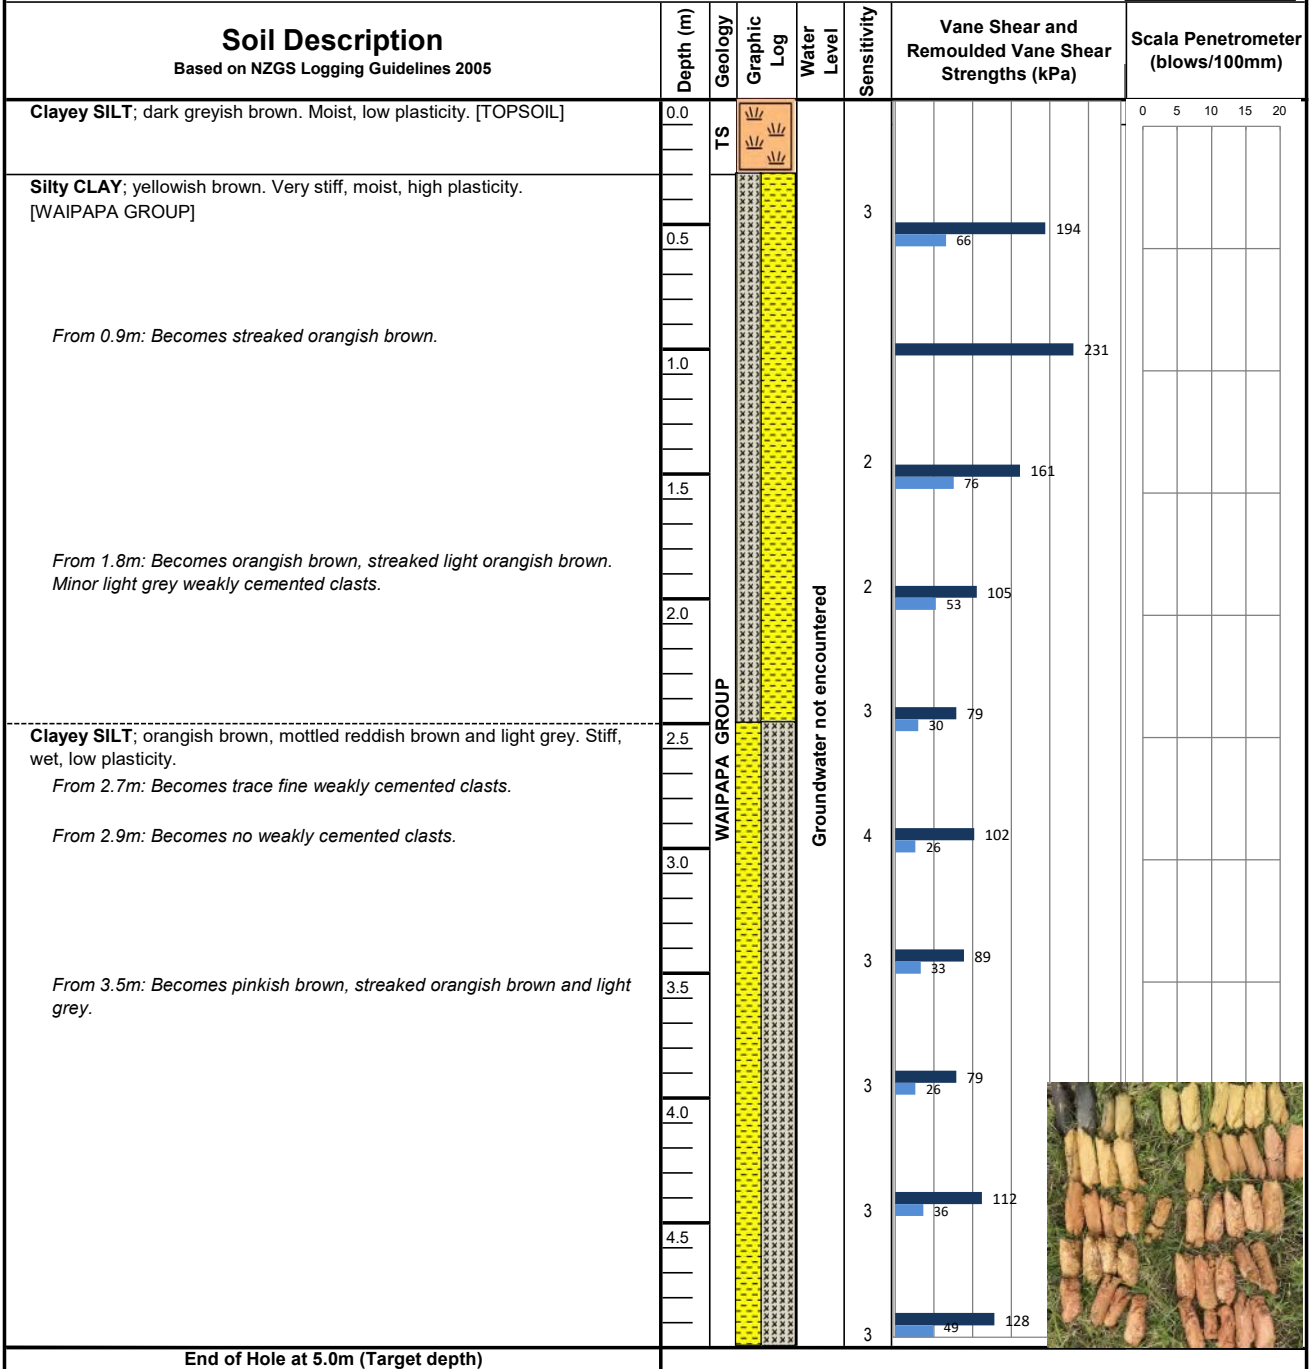 Soil Description
Based on NZGS Logging Guidelines 2005
Depth (m)
Geology
Graphic Log
Water Level
Sensitivity
Vane Shear and
Remoulded Vane Shear
Strengths (kPa)
Scala Penetrometer
(blows/100mm)
0 5 10 15 20
Clayey SILT; dark greyish brown. Moist, low plasticity. [TOPSOIL]
0.0
TS
Silty CLAY; yellowish brown. Very stiff, moist, high plasticity.
[WAIPAPA GROUP]
3
194
66
0.5
From 0.9m: Becomes streaked orangish brown.
231
1.0
2
161
76
1.5
From 1.8m: Becomes orangish brown, streaked light orangish brown.
Minor light grey weakly cemented clasts.
2
105
53
2.0
WAIPAPA GROUP
Groundwater not encountered
3
79
30
Clayey SILT; orangish brown, mottled reddish brown and light grey. Stiff,
wet, low plasticity.
2.5
From 2.7m: Becomes trace fine weakly cemented clasts.
From 2.9m: Becomes no weakly cemented clasts.
4
102
26
3.0
3
89
33
From 3.5m: Becomes pinkish brown, streaked orangish brown and light
grey.
3.5
3
79
26
4.0
3
112
36
4.5
3
128
49
End of Hole at 5.0m (Target depth)